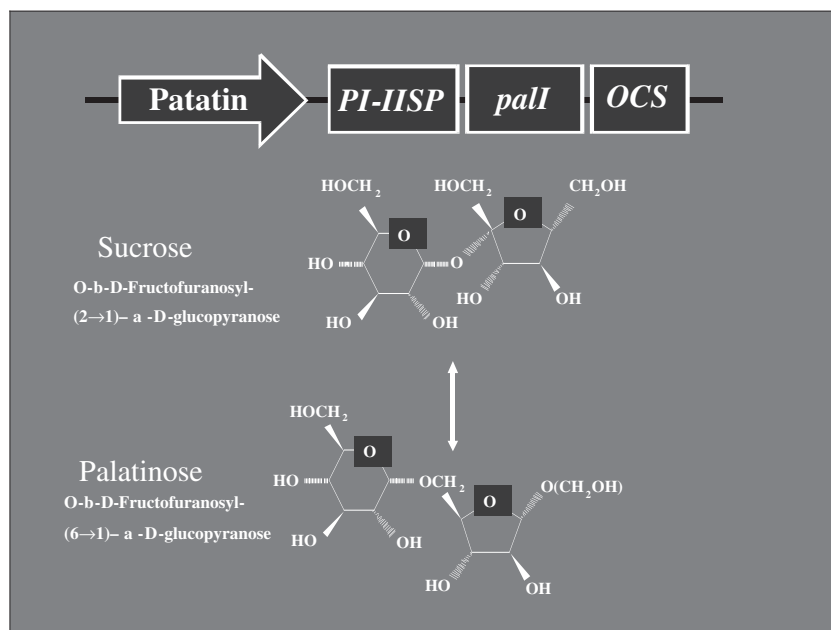 Patatin PI-IISP palI OCS
HOCH2 HOCH2 CH2OH
O O
Sucrose
HO O
O-b-D-Fructofuranosyl-
(2→1)– a -D-glucopyranose
HO OH HO OH
HOCH2
Palatinose
O
HO OCH2 O O(CH2OH)
O-b-D-Fructofuranosyl-
(6→1)– a -D-glucopyranose
HO OH
HO OH